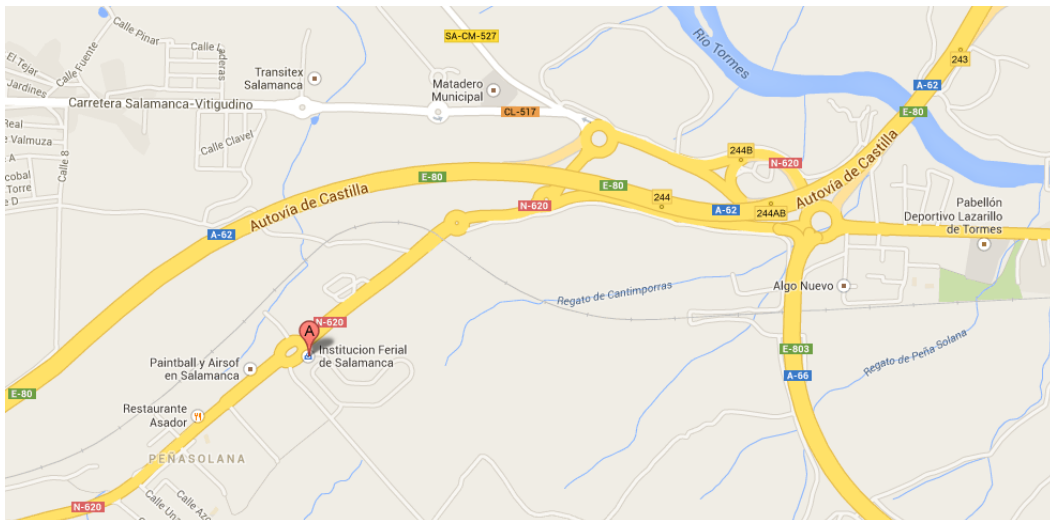 Calle Pinar
Calle Laderas
Calle Fuente
El Tejar
Jardines
Transitex
Salamanca
SA-CM-527
Matadero
Municipal
CL-517
Río Tormes
243
A-62
E-80
Carretera Salamanca-Vitigudino
Real
e Valmuza
Calle Clavel
A
Calle 8
Torre
e D
E-80
Autovía de Castilla
A-62
N-620
E-80
244
244B
N-620
A-62
244AB
Autovía de Castilla
Pabellón
Deportivo Lazarillo
de Tormes
Algo Nuevo
Regato de Cantimporras
N-620
A
Institucion Ferial
de Salamanca
Paintball y Airsof
en Salamanca
E-80
Restaurante
Asador
PEÑASOLANA
E-803
A-66
Regato de Peña Solana
N-620
Calle Una
Calle Azo